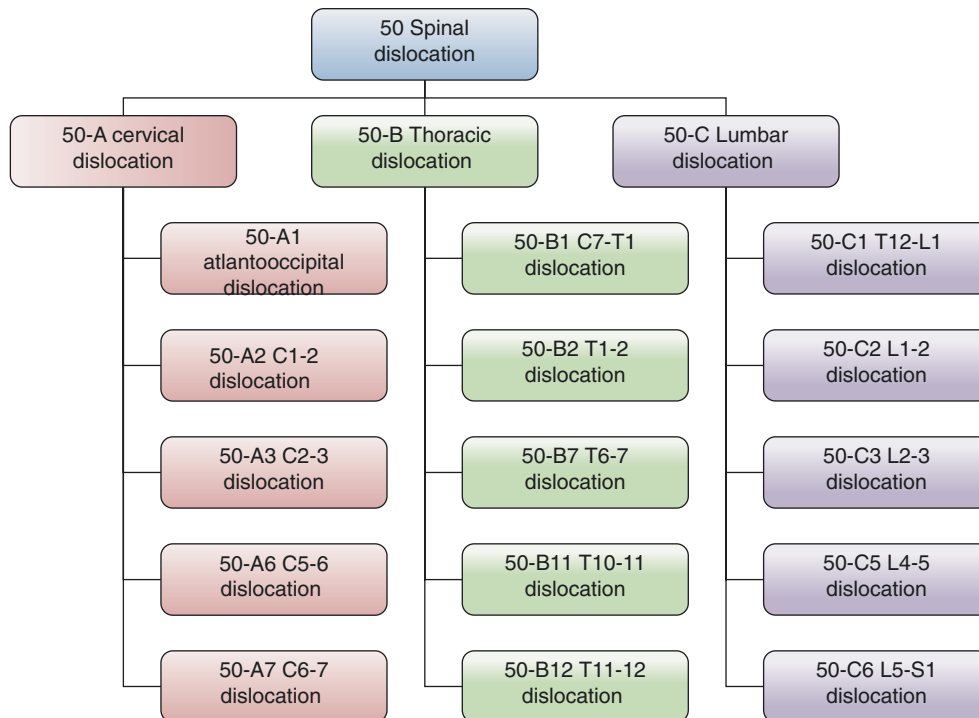 50 Spinal
dislocation
50-A cervical
dislocation
50-B Thoracic
dislocation
50-C Lumbar
dislocation
50-A1
atlantooccipital
dislocation
50-A2 C1-2
dislocation
50-A3 C2-3
dislocation
50-A6 C5-6
dislocation
50-A7 C6-7
dislocation
50-B1 C7-T1
dislocation
50-B2 T1-2
dislocation
50-B7 T6-7
dislocation
50-B11 T10-11
dislocation
50-B12 T11-12
dislocation
50-C1 T12-L1
dislocation
50-C2 L1-2
dislocation
50-C3 L2-3
dislocation
50-C5 L4-5
dislocation
50-C6 L5-S1
dislocation